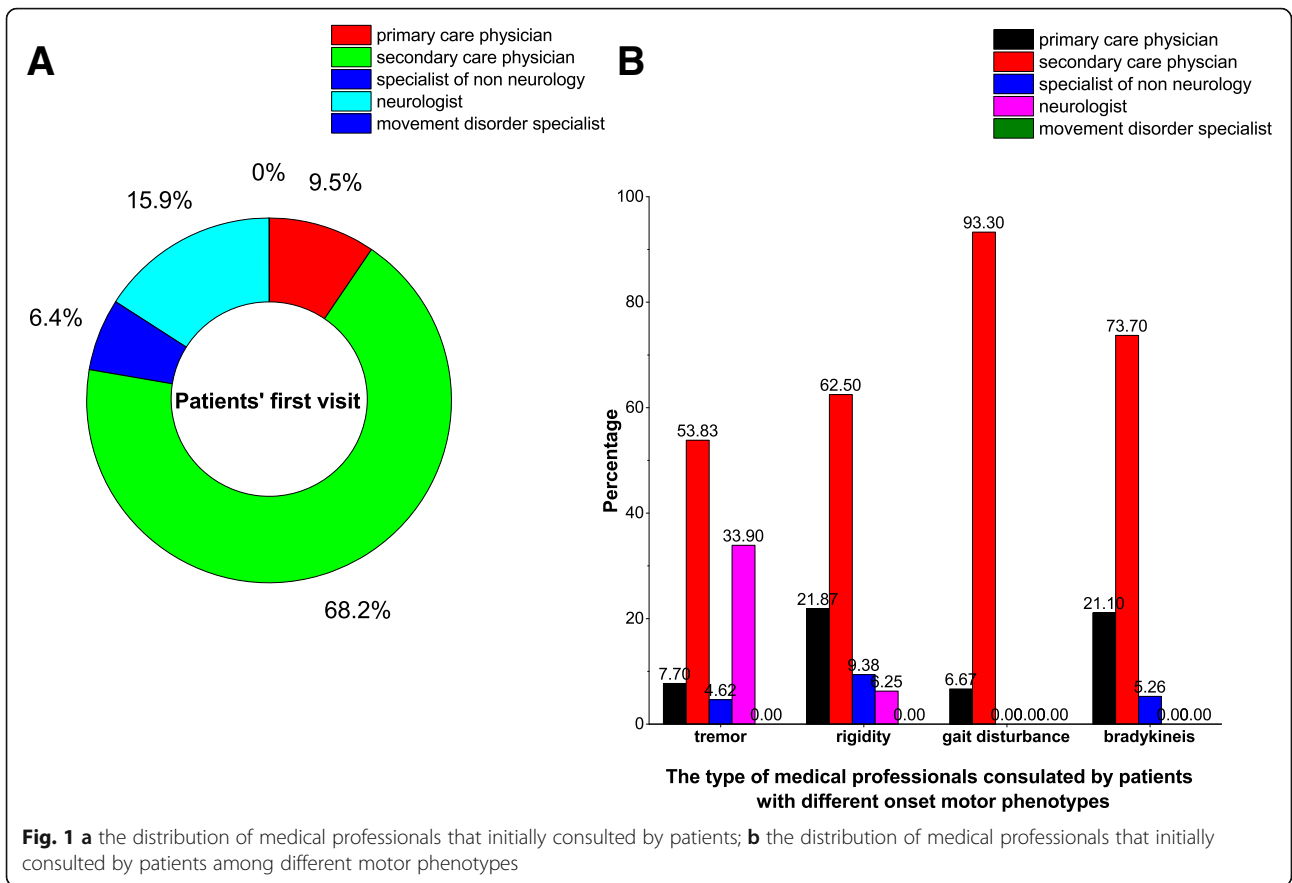 A
primary care physician
secondary care physician
specialist of non neurology
neurologist
movement disorder specialist
0%
9.5%
15.9%
6.4%
Patients' first visit
68.2%
B
primary care physician
secondary care physcian
specialist of non neurology
neurologist
movement disorder specialist
Percentage
100
80
60
40
20
0
7.70
53.83
4.62
33.90
0.00
21.87
62.50
9.38
6.25
0.00
6.67
93.30
0.00
0.00
0.00
21.10
73.70
5.26
0.00
0.00
tremor
rigidity
gait disturbance
bradykineis
The type of medical professionals consulated by patients
with different onset motor phenotypes
Fig. 1 a the distribution of medical professionals that initially consulted by patients; b the distribution of medical professionals that initially
consulted by patients among different motor phenotypes